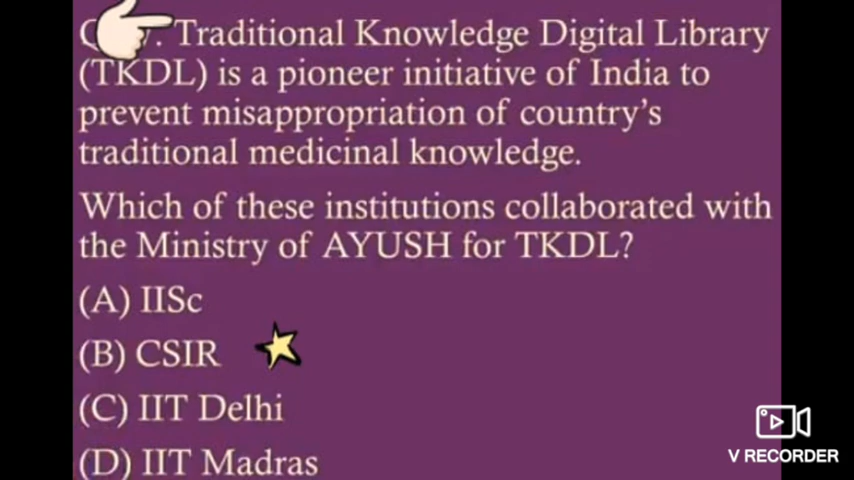 Traditional Knowledge Digital Library
(TKDL) is a pioneer initiative of India to
prevent misappropriation of country's
traditional medicinal knowledge.
Which of these institutions collaborated with
the Ministry of AYUSH for TKDL?
(A) IISc
(B) CSIR
(C) IIT Delhi
(D) IIT Madras
V RECORDER